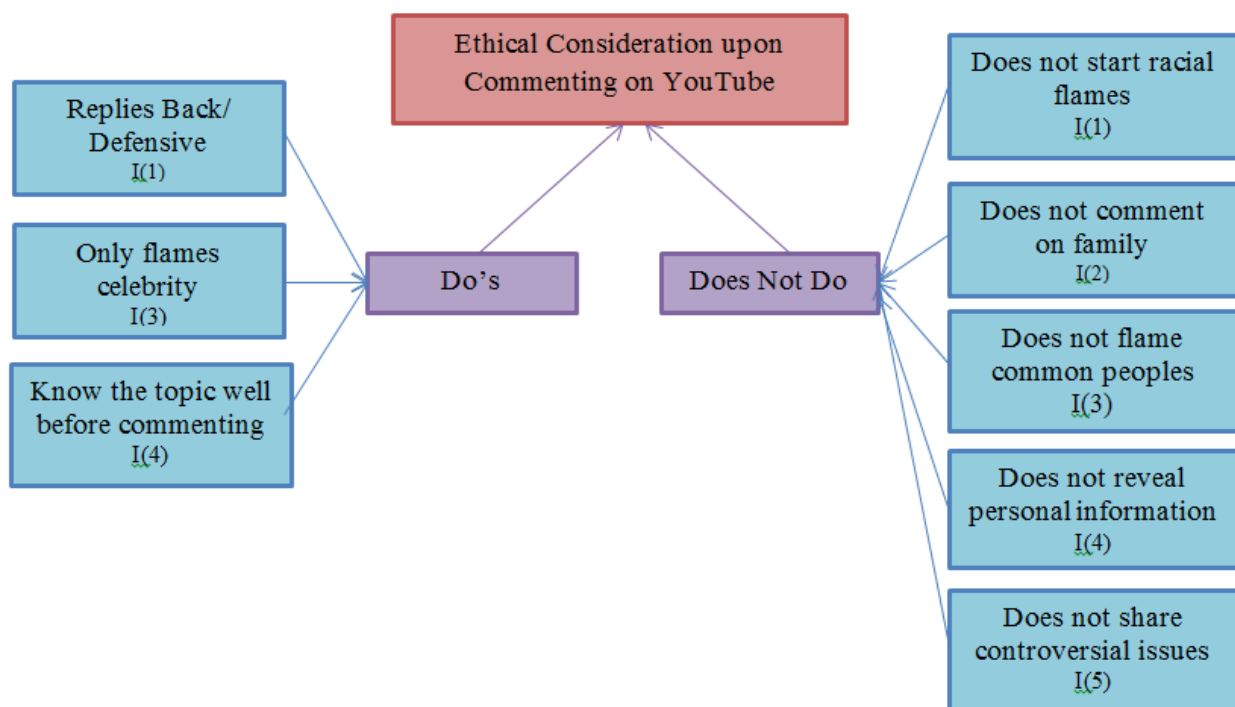 Ethical Consideration upon
Commenting on YouTube
Replies Back/
Defensive
I(1)
Only flames
celebrity
I(3)
Know the topic well
before commenting
I(4)
Do’s
Does Not Do
Does not start racial
flames
I(1)
Does not comment
on family
I(2)
Does not flame
common peoples
I(3)
Does not reveal
personal information
I(4)
Does not share
controversial issues
I(5)